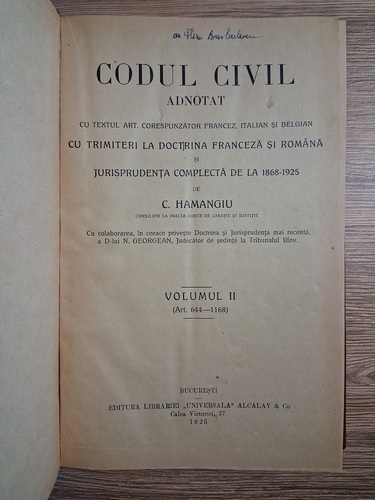 CODUL CIVIL
ADNOTAT
CU TEXTUL ART. CORESPUNZĂTOR FRANCEZ, ITALIAN ȘI BELGIAN
CU TRIMITERI LA DOCTRINA FRANCEZĂ ȘI ROMÂNĂ
ȘI
JURISPRUDENȚA COMPLECTĂ DE LA 1868-1925
DE
C. HAMANGIU
CONSILIER LA INALTA CURTE DE CASAȚIE ȘI JUSTIȚIE
Cu colaborarea, în ceeace privește Doctrina și Jurisprudența mai recentă,
a D-lui N. GEORGEAN, Judecător de ședință la Tribunalul Ilfov.
VOLUMUL II
(Art. 644—1168)
BUCUREȘTI
EDITURA LIBRARIEI „UNIVERSALA" ALCALAY & Co
Calea Victoriei, 37
1925